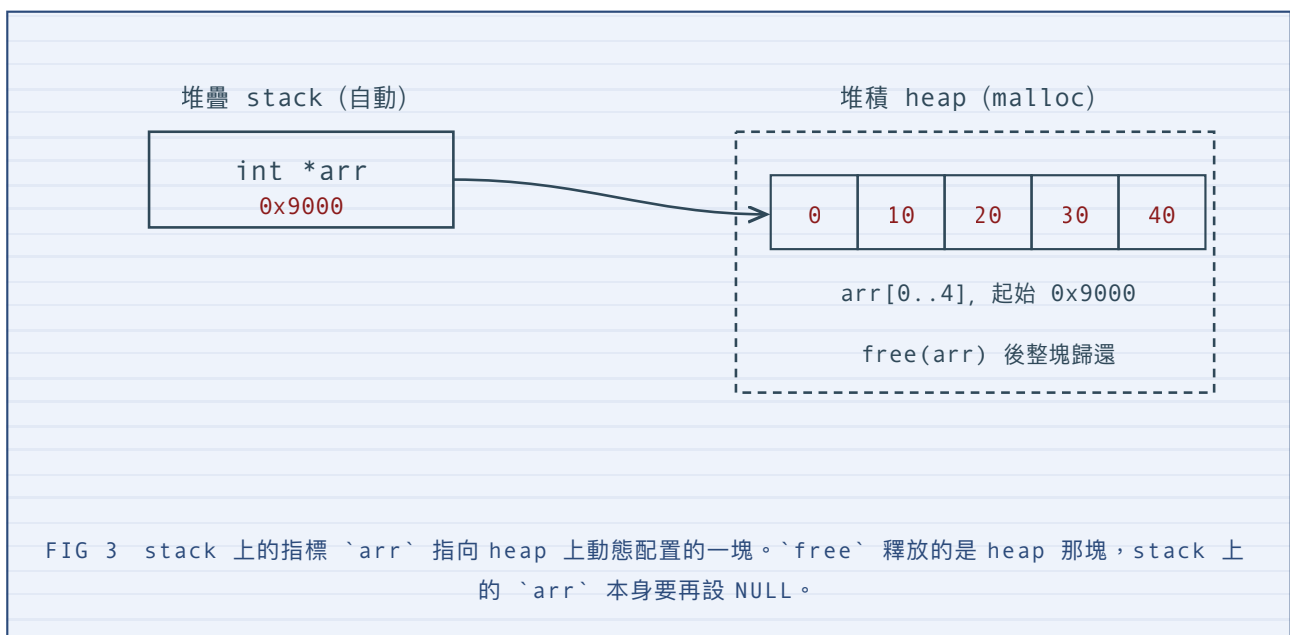 堆疊 stack（自動）
堆積 heap（malloc）
int *arr
0x9000
0 10 20 30 40
arr[0..4], 起始 0x9000
free(arr) 後整塊歸還
FIG 3 stack 上的指標 `arr` 指向 heap 上動態配置的一塊。`free` 釋放的是 heap 那塊，stack 上
的 `arr` 本身要再設 NULL。